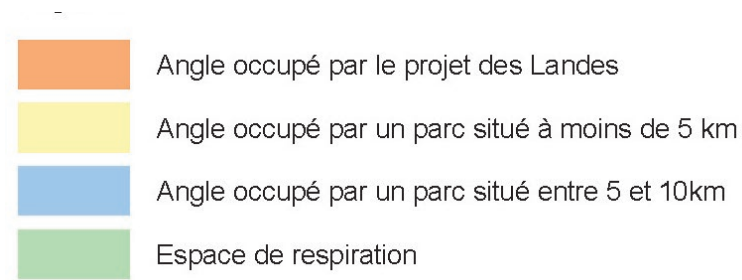 Angle occupé par le projet des Landes
Angle occupé par un parc situé à moins de 5 km
Angle occupé par un parc situé entre 5 et 10km
Espace de respiration